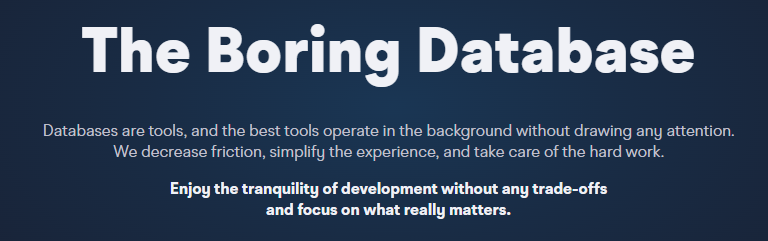 The Boring Database
Databases are tools, and the best tools operate in the background without drawing any attention.
We decrease friction, simplify the experience, and take care of the hard work.
Enjoy the tranquility of development without any trade-offs
and focus on what really matters.